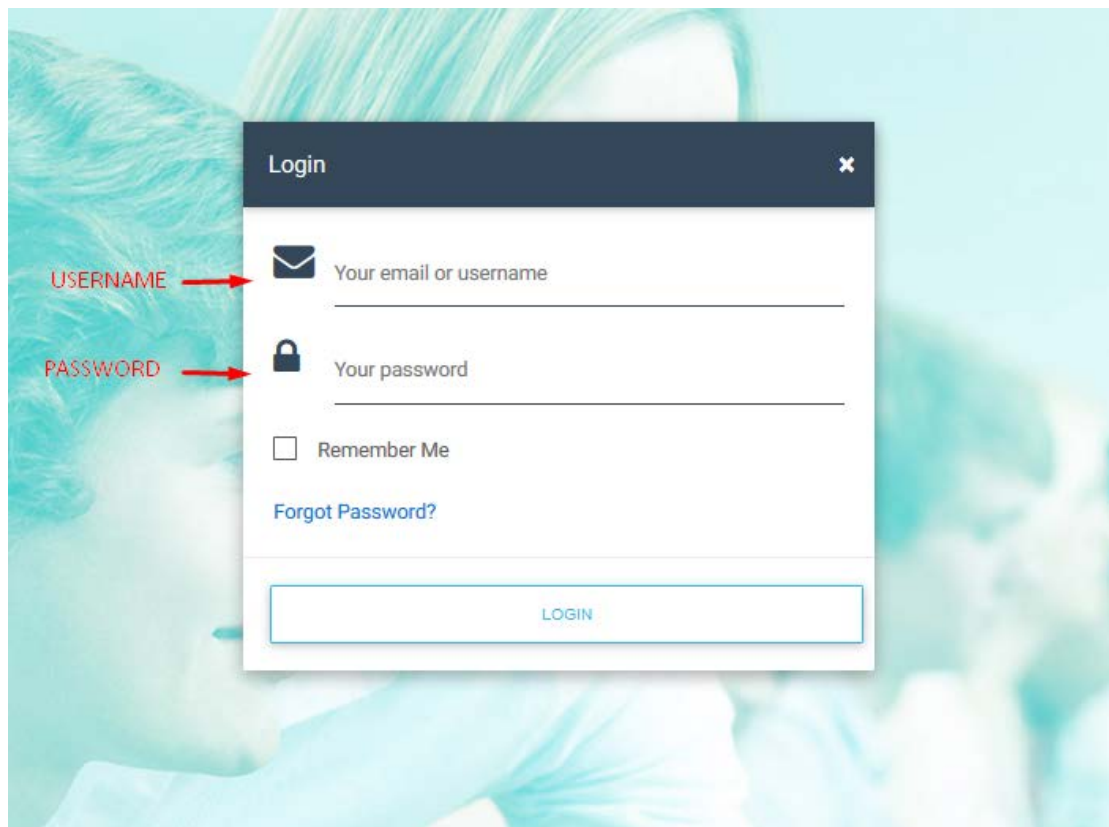 Login
USERNAME
Your email or username
PASSWORD
Your password
Remember Me
Forgot Password?
LOGIN